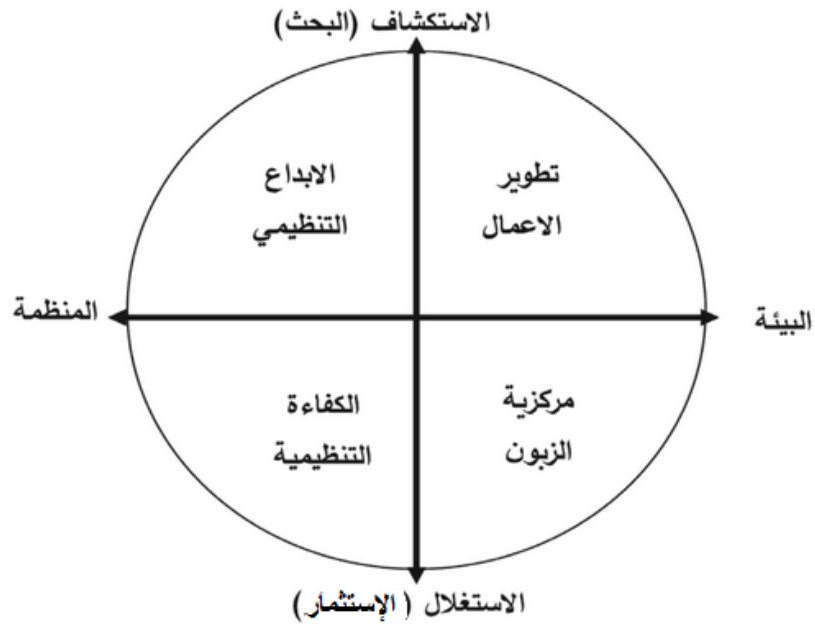 الاستكشاف (البحث)
تطوير
الاعمال
الابداع
التنظيمي
البيئة
المنظمة
مركزية
الزبون
الكفاءة
التنظيمية
الاستغلال ( الإستثمار)